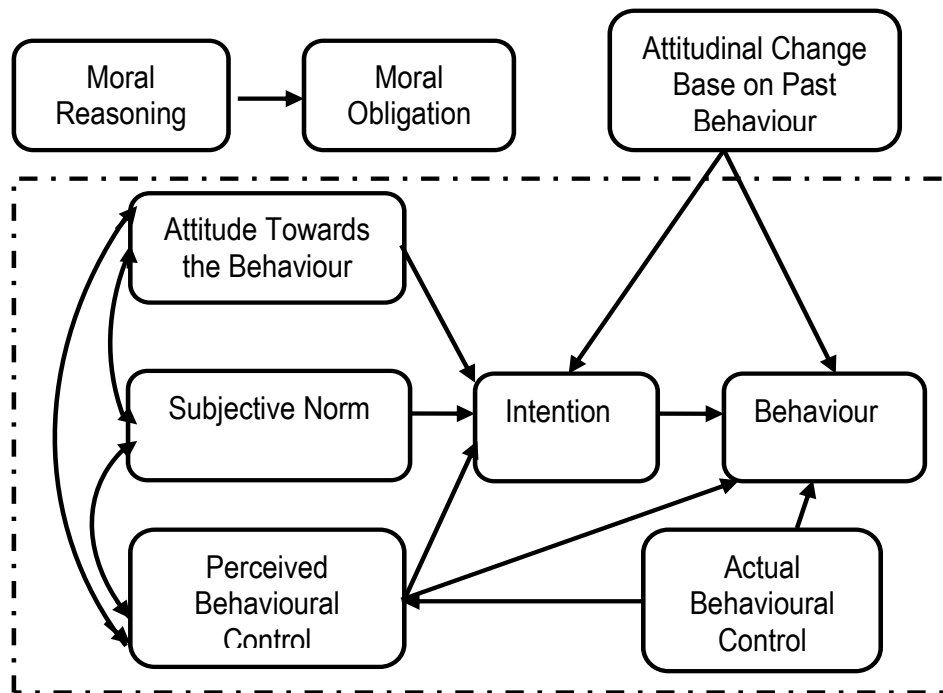 Moral
Reasoning
Moral
Obligation
Attitudinal Change
Base on Past
Behaviour
Attitude Towards
the Behaviour
Subjective Norm
Intention
Behaviour
Perceived
Behavioural
Control
Actual
Behavioural
Control